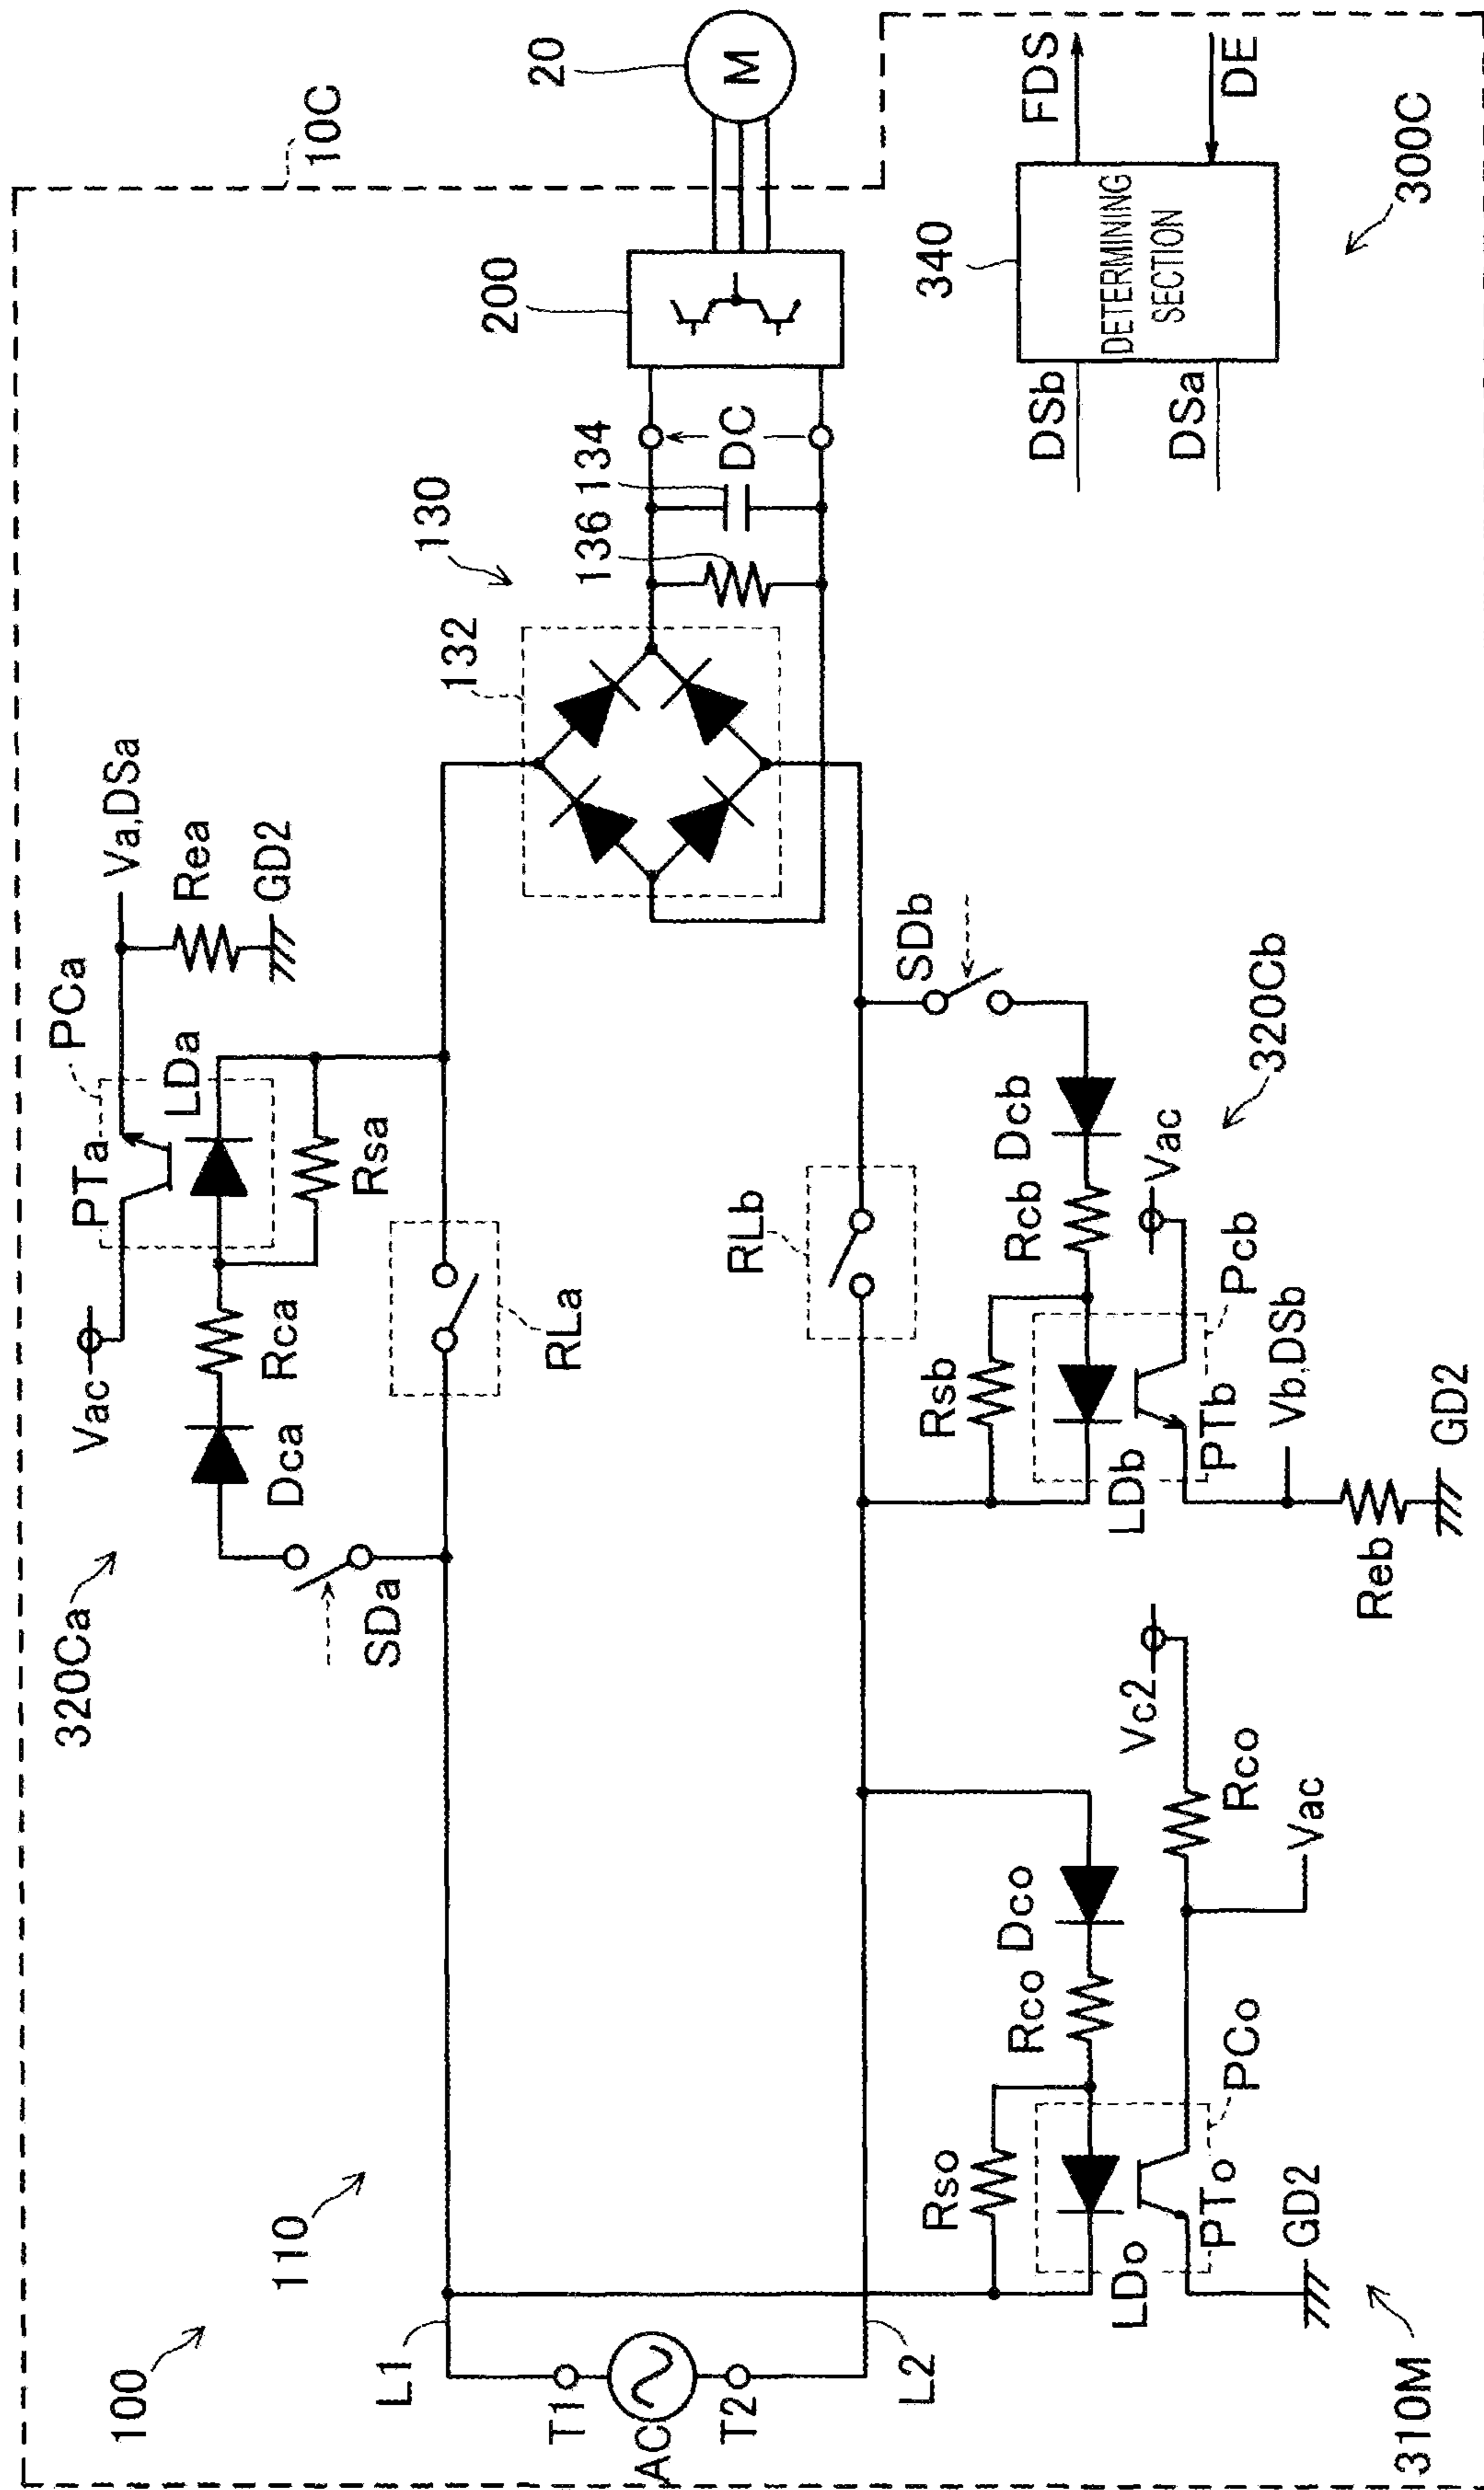 10C
20
M
200
130
132
136
134
DC
FDS
DE
340
DETERMINING
SECTION
DSb
DSa
300C
320Ca
Vac
PTa
PCa
LDa
Va,DSa
Rea
GD2
Rca
Dca
Rsa
SDa
RLa
RLb
SDb
Dcb
Rcb
Rsb
320Cb
Vac
Pcb
LDb
PTb
Vb,DSb
Reb
GD2
100
110
L1
T1
AC
T2
L2
Vc2
Rco
Vac
Dco
Rco
Rso
PCo
LDo
PTo
GD2
310M